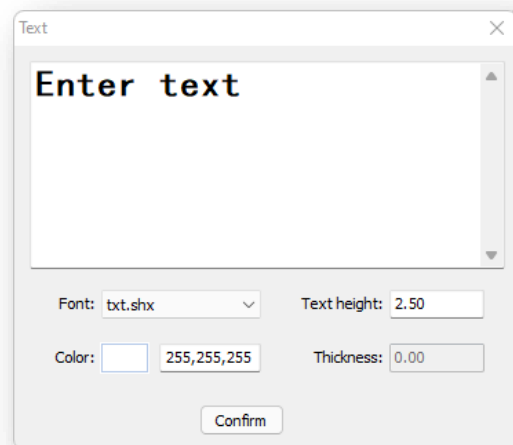 Text
Enter text
Font: txt.shx Text height: 2.50
Color: 255,255,255 Thickness: 0.00
Confirm